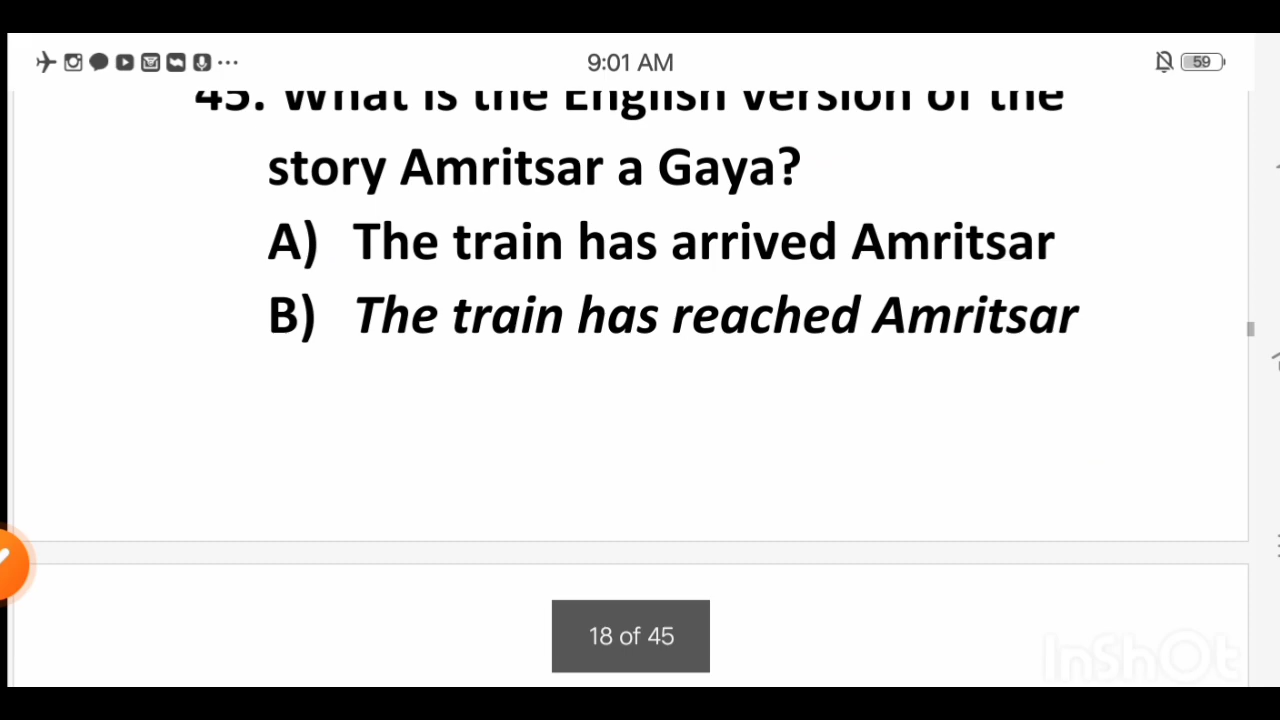 9:01 AM
59
45. What is the English version of the
story Amritsar a Gaya?
A) The train has arrived Amritsar
B) The train has reached Amritsar
18 of 45
InShOt